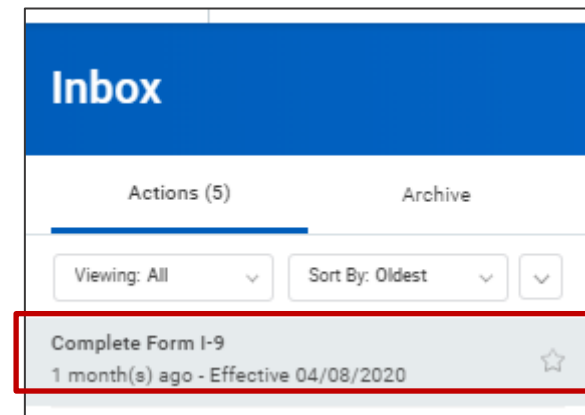 Inbox
Actions (5) Archive
Viewing: All Sort By: Oldest
Complete Form I-9
1 month(s) ago - Effective 04/08/2020